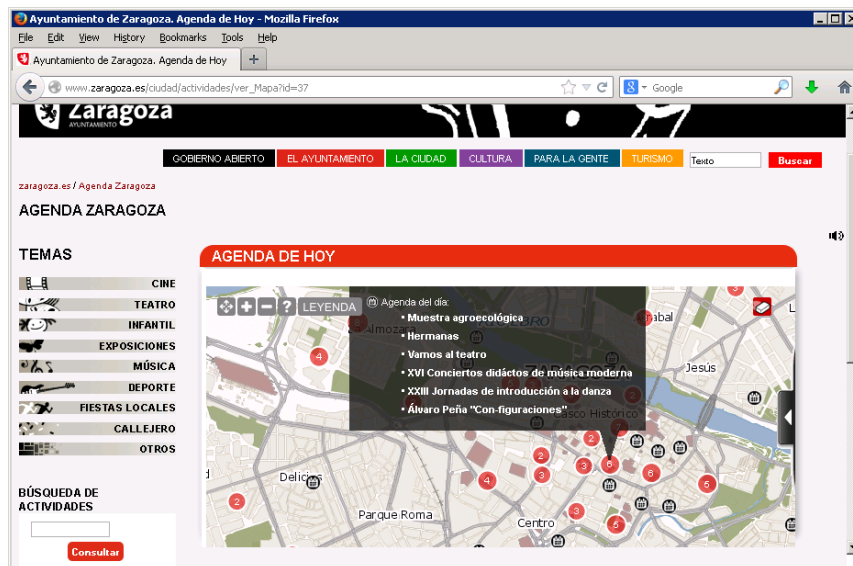 Ayuntamiento de Zaragoza. Agenda de Hoy - Mozilla Firefox
File Edit View History Bookmarks Tools Help
Ayuntamiento de Zaragoza. Agenda de Hoy
www.zaragoza.es/ciudad/actividades/ver_Mapa?id=37
Google
Zaragoza
AYUNTAMIENTO
GOBIERNO ABIERTO EL AYUNTAMIENTO LA CIUDAD CULTURA PARA LA GENTE TURISMO Texto Buscar
zaragoza.es / Agenda Zaragoza
AGENDA ZARAGOZA
TEMAS
CINE
TEATRO
INFANTIL
EXPOSICIONES
MÚSICA
DEPORTE
FIESTAS LOCALES
CALLEJERO
OTROS
BÚSQUEDA DE
ACTIVIDADES
Consultar
AGENDA DE HOY
LEYENDA
Agenda del día:
• Muestra agroecológica
• Hermanas
• Vamos al teatro
• XVI Conciertos didáctos de música moderna
• XXIII Jornadas de introducción a la danza
• Álvaro Peña "Con-figuraciones"
Almozara
EBRO
ZARAGOZA
Jesús
Casco Histórico
Delicias
Parque Roma
Centro